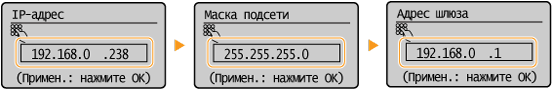 IP-адрес
192.168.0 .238
(Примен.: нажмите OK)
Маска подсети
255.255.255.0
(Примен.: нажмите OK)
Адрес шлюза
192.168.0 .1
(Примен.: нажмите OK)